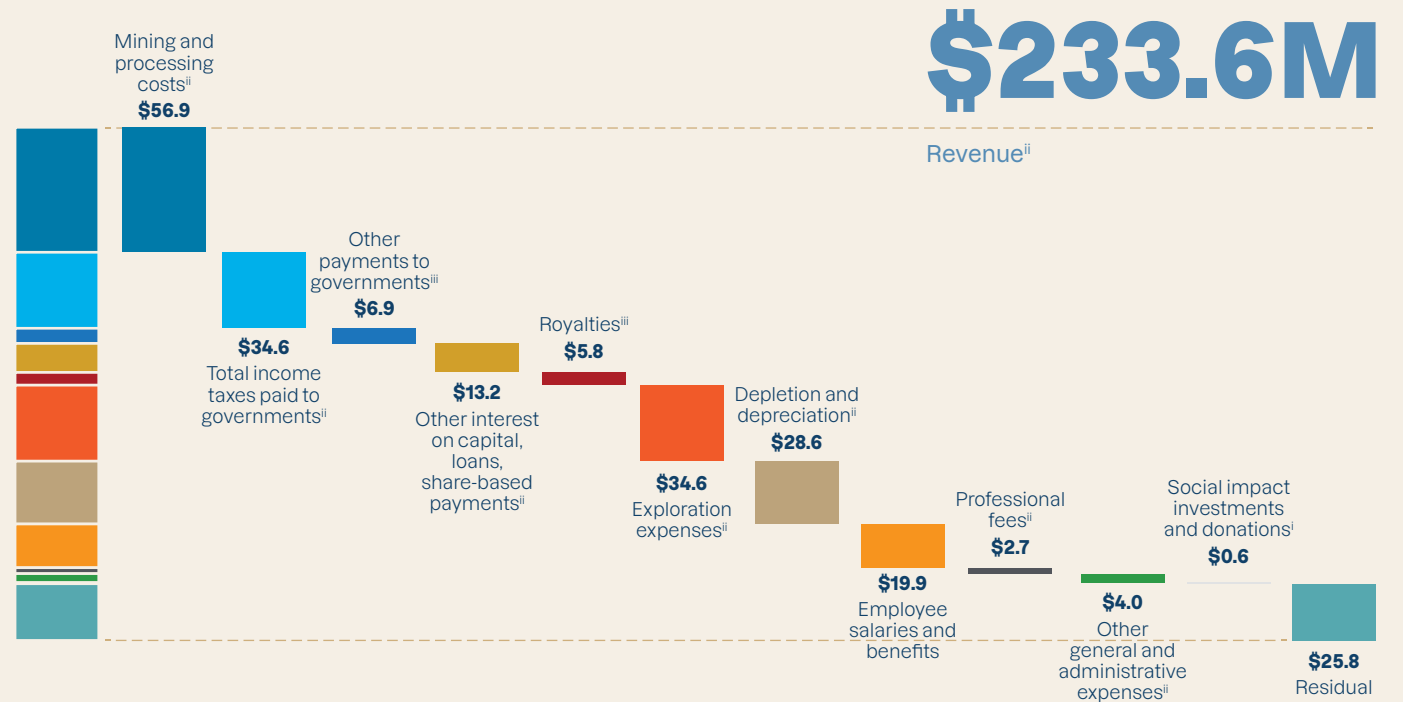 $233.6M
Revenueii
Mining and
processing
costsii
$56.9
$34.6
Total income
taxes paid to
governmentsii
Other
payments to
governmentsiii
$6.9
$13.2
Other interest
on capital,
loans,
share-based
paymentsii
Royaltiesiii
$5.8
$34.6
Exploration
expensesii
Depletion and
depreciationii
$28.6
$19.9
Employee
salaries and
benefits
Professional
feesii
$2.7
$4.0
Other
general and
administrative
expensesii
Social impact
investments
and donationsi
$0.6
$25.8
Residual